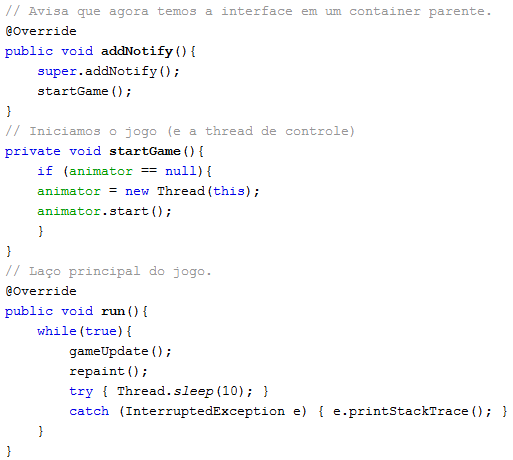 // Avisa que agora temos a interface em um container parente.
@Override
public void addNotify(){
    super.addNotify();
    startGame();
}
// Iniciamos o jogo (e a thread de controle)
private void startGame(){
    if (animator == null){
    animator = new Thread(this);
    animator.start();
    }
}
// Laço principal do jogo.
@Override
public void run(){
    while(true){
        gameUpdate();
        repaint();
        try { Thread.sleep(10); }
        catch (InterruptedException e) { e.printStackTrace(); }
    }
}